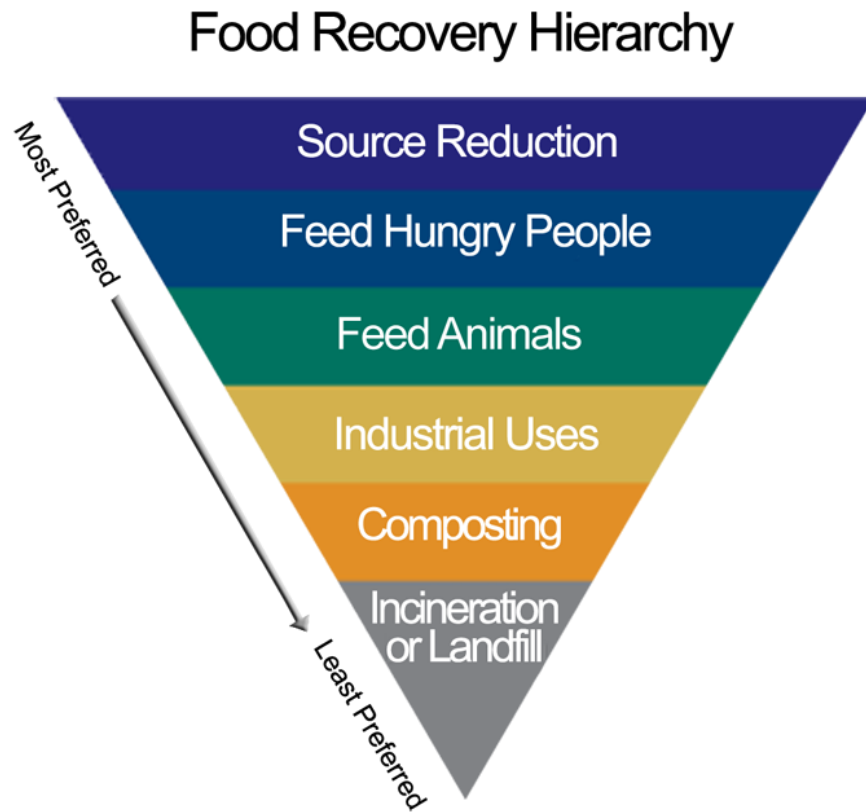 Food Recovery Hierarchy
Most Preferred
Source Reduction
Feed Hungry People
Feed Animals
Industrial Uses
Composting
Incineration
or Landfill
Least Preferred